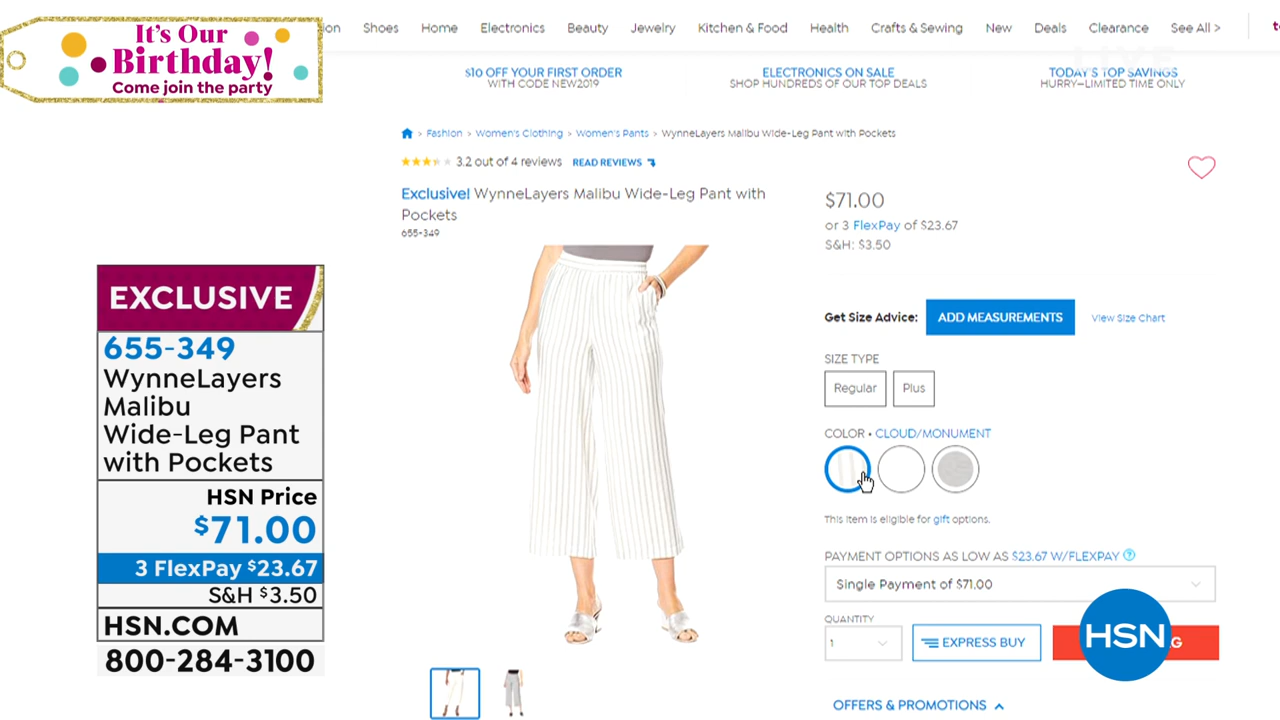 It's Our
Birthday!
Come join the party
Shoes
Home
Electronics
Beauty
Jewelry
Kitchen & Food
Health
Crafts & Sewing
New
Deals
Clearance
See All >
LIVE
$10 OFF YOUR FIRST ORDER
WITH CODE NEW2019
ELECTRONICS ON SALE
SHOP HUNDREDS OF OUR TOP DEALS
TODAY'S TOP SAVINGS
HURRY—LIMITED TIME ONLY
> Fashion > Women's Clothing > Women's Pants > WynneLayers Malibu Wide-Leg Pant with Pockets
3.2 out of 4 reviews READ REVIEWS
Exclusive! WynneLayers Malibu Wide-Leg Pant with
Pockets
655-349
$71.00
or 3 FlexPay of $23.67
S&H: $3.50
Get Size Advice:
ADD MEASUREMENTS
View Size Chart
SIZE TYPE
Regular
Plus
COLOR • CLOUD/MONUMENT
This item is eligible for gift options.
PAYMENT OPTIONS AS LOW AS $23.67 W/FLEXPAY ?
Single Payment of $71.00
QUANTITY
1
EXPRESS BUY
HSN
OFFERS & PROMOTIONS
EXCLUSIVE
655-349
WynneLayers
Malibu
Wide-Leg Pant
with Pockets
HSN Price
$71.00
3 FlexPay $23.67
S&H $3.50
HSN.COM
800-284-3100